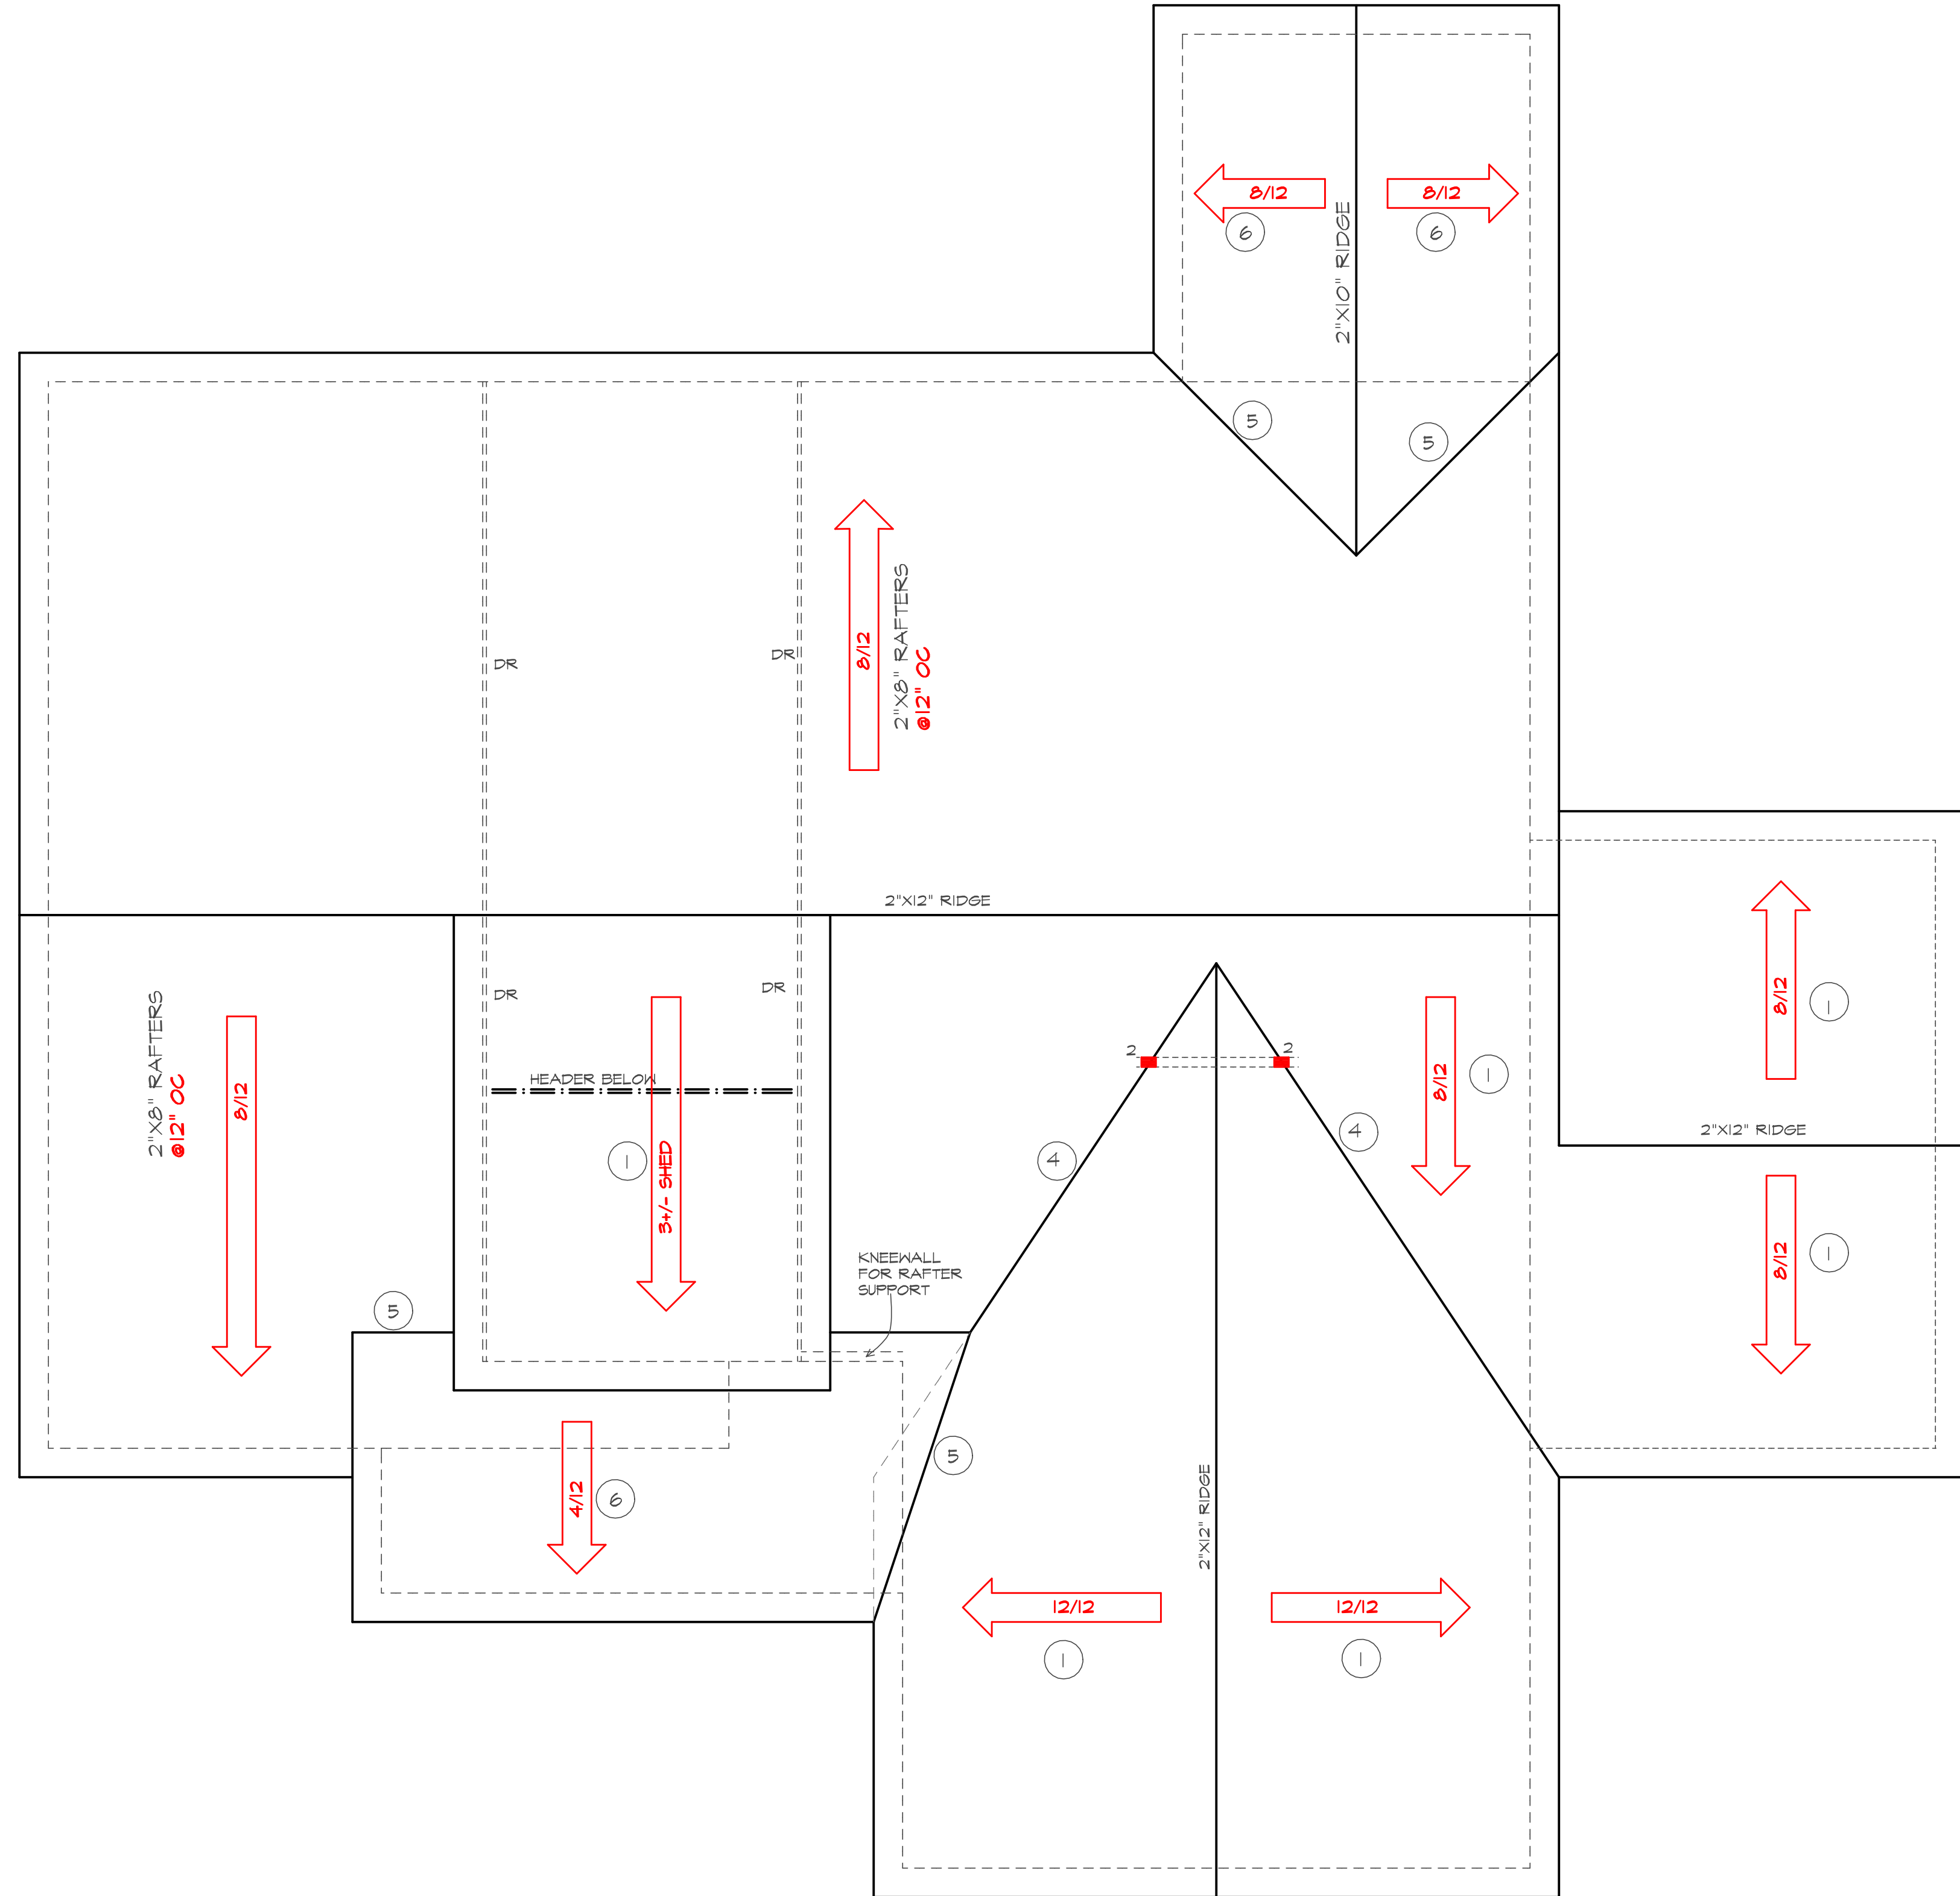 8/12
8/12
6
6
2"X10" RIDGE
5
5
8/12
2"X8" RAFTERS
@12" OC
DR
DR
2"X12" RIDGE
DR
DR
2"X8" RAFTERS
@12" OC
8/12
HEADER BELOW
1
3+/- SHED
2
2
4
4
8/12
1
8/12
1
2"X12" RIDGE
8/12
1
KNEEWALL
FOR RAFTER
SUPPORT
5
5
4/12
6
2"X12" RIDGE
12/12
12/12
1
1